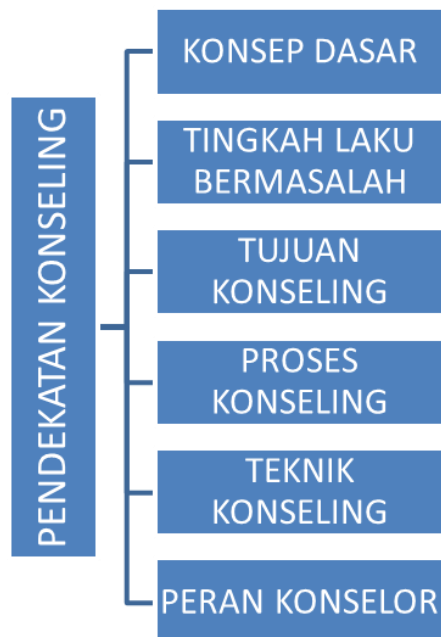 PENDEKATAN KONSELING
KONSEP DASAR
TINGKAH LAKU
BERMASALAH
TUJUAN
KONSELING
PROSES
KONSELING
TEKNIK
KONSELING
PERAN KONSELOR